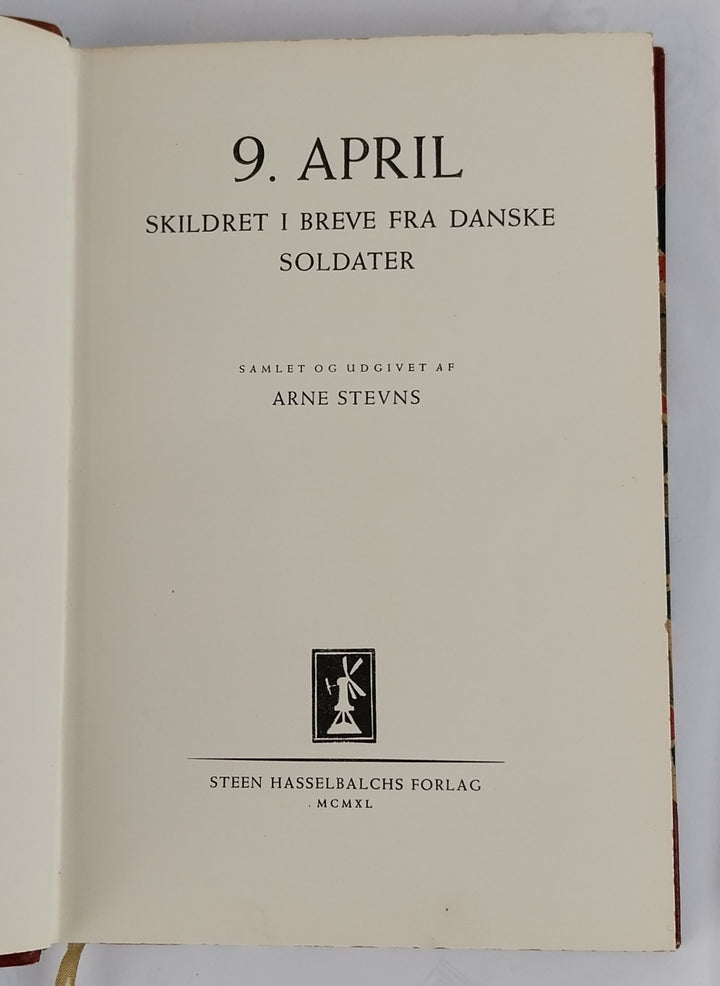 9. APRIL
SKILDRET I BREVE FRA DANSKE
SOLDATER
SAMLET OG UDGIVET AF
ARNE STEVNS
STEEN HASSELBALCHS FORLAG
MCMXL